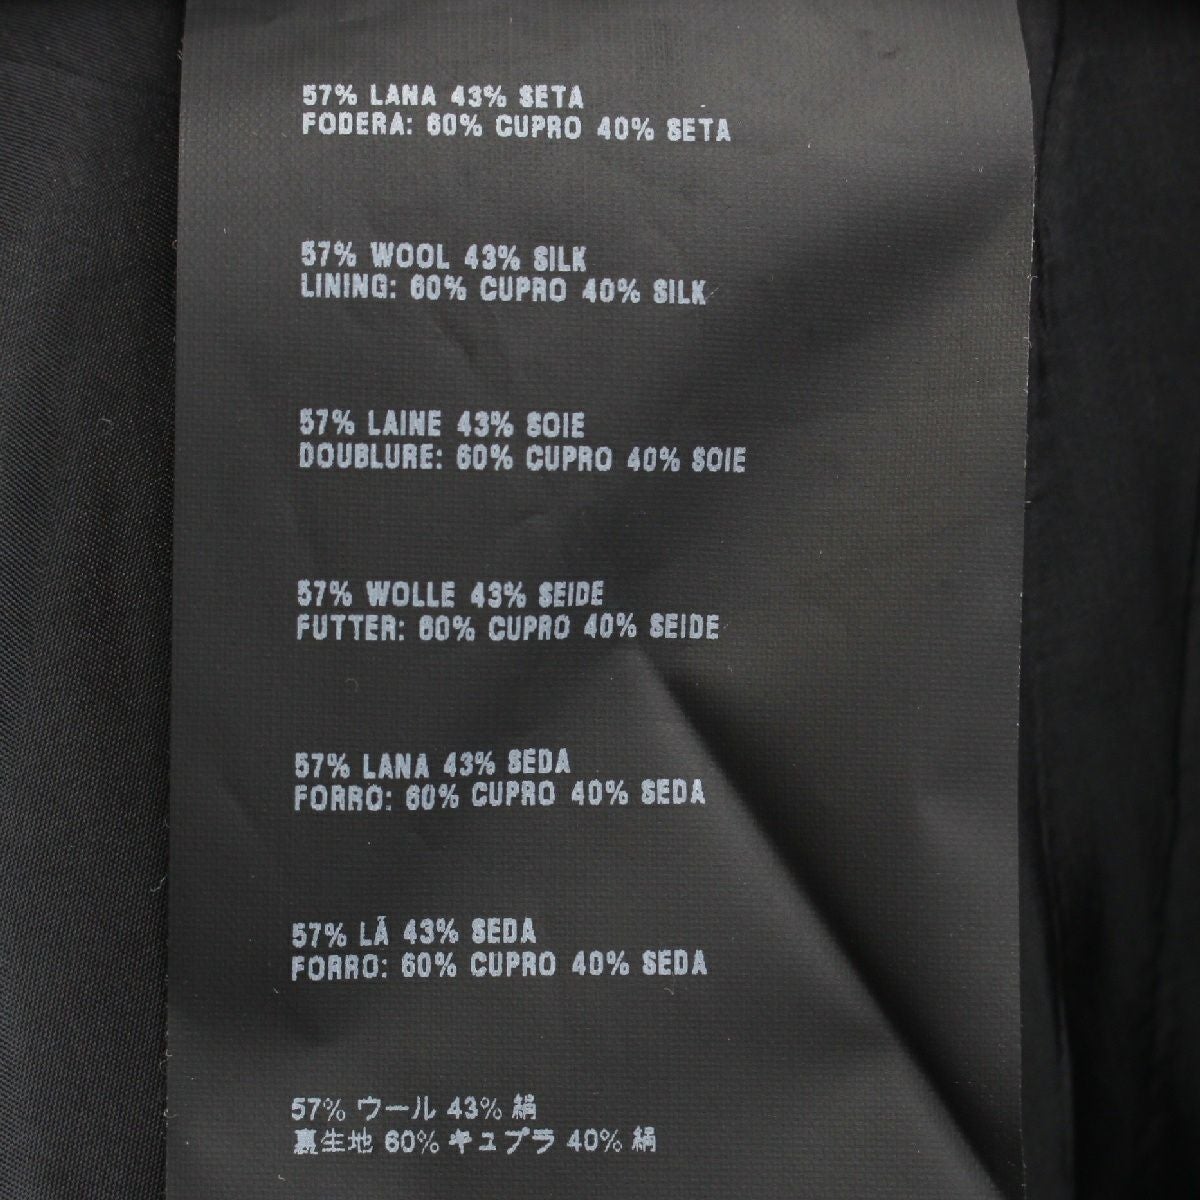 57% LANA 43% SETA
FODERA: 60% CUPRO 40% SETA
57% WOOL 43% SILK
LINING: 60% CUPRO 40% SILK
57% LAINE 43% SOIE
DOUBLURE: 60% CUPRO 40% SOIE
57% WOLLE 43% SEIDE
FUTTER: 60% CUPRO 40% SEIDE
57% LANA 43% SEDA
FORRO: 60% CUPRO 40% SEDA
57% LÃ 43% SEDA
FORRO: 60% CUPRO 40% SEDA
57% ウール 43% 絹
裏生地 60% キュプラ 40% 絹